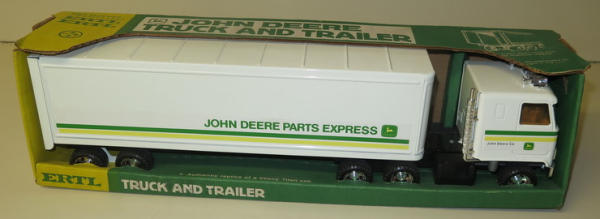 JOHN DEERE
TRUCK AND TRAILER
JOHN DEERE PARTS EXPRESS
John Deere Co.
ERTL
TRUCK AND TRAILER